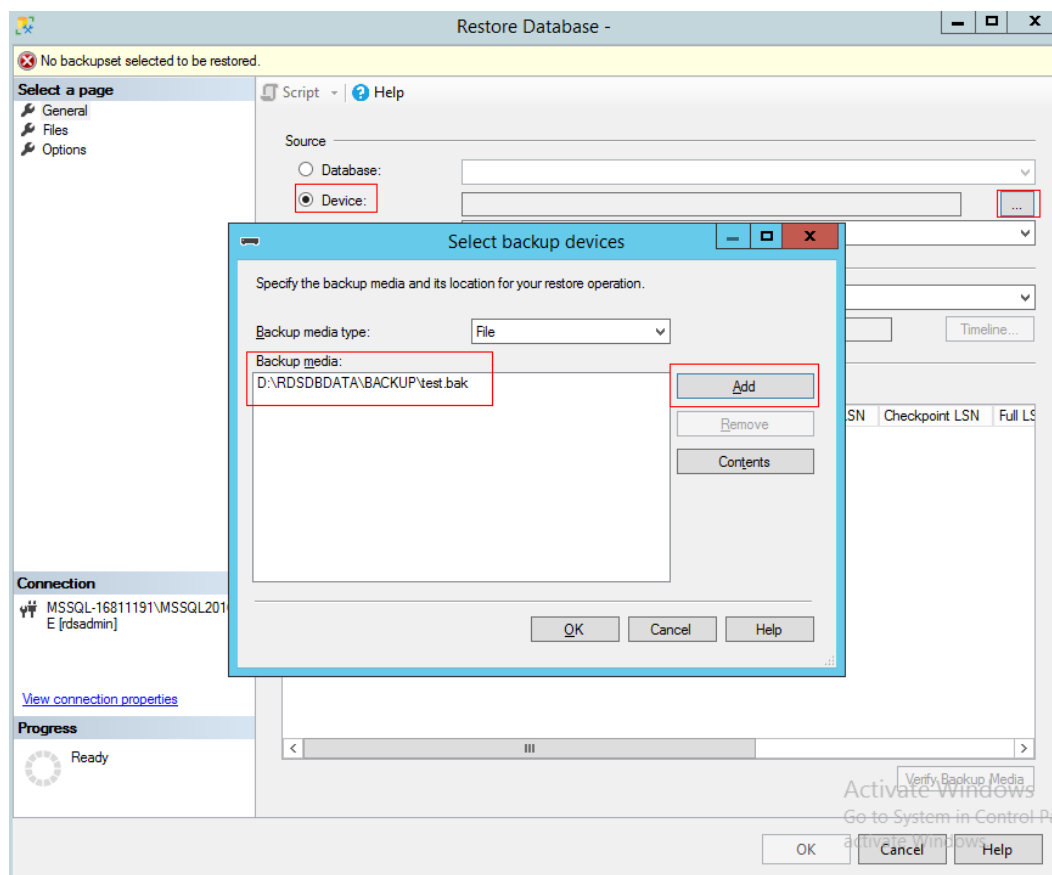 Restore Database -
No backupset selected to be restored.
Select a page
General
Files
Options
Script
Help
Source
Database:
Device:
...
Select backup devices
Specify the backup media and its location for your restore operation.
Backup media type:
File
Backup media:
D:\RDSDBDATA\BACKUP\test.bak
Add
Remove
Contents
OK
Cancel
Help
Timeline...
LSN Checkpoint LSN Full LS
Connection
MSSQL-16811191\MSSQL201
E [rdsadmin]
View connection properties
Progress
Ready
Verify Backup Media
Activate Windows
Go to System in Control Pa
activate Windows.
OK
Cancel
Help